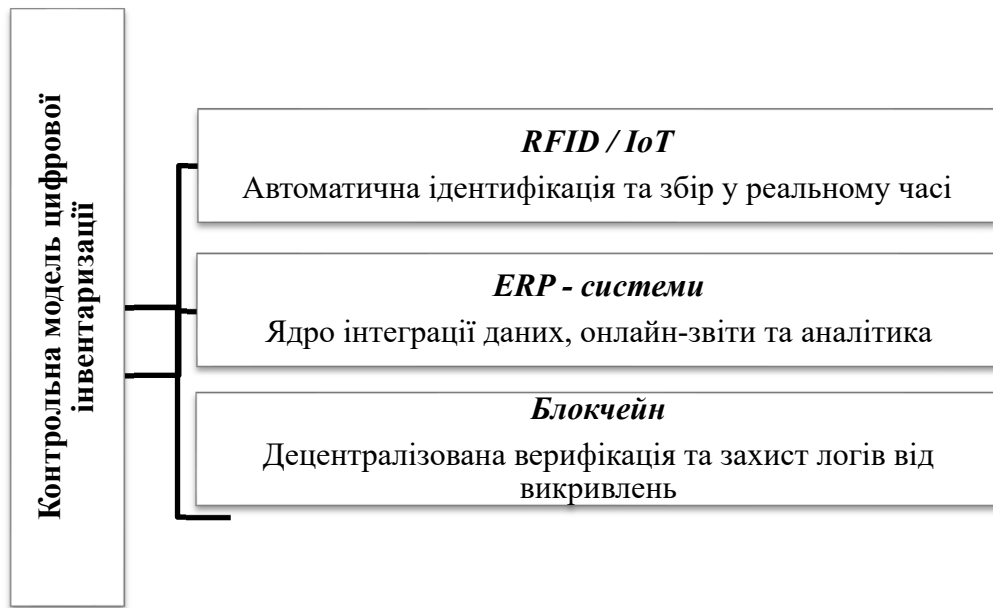 Контрольна модель цифрової
інвентаризації
RFID / IoT
Автоматична ідентифікація та збір у реальному часі
ERP - системи
Ядро інтеграції даних, онлайн-звіти та аналітика
Блокчейн
Децентралізована верифікація та захист логів від
викривлень